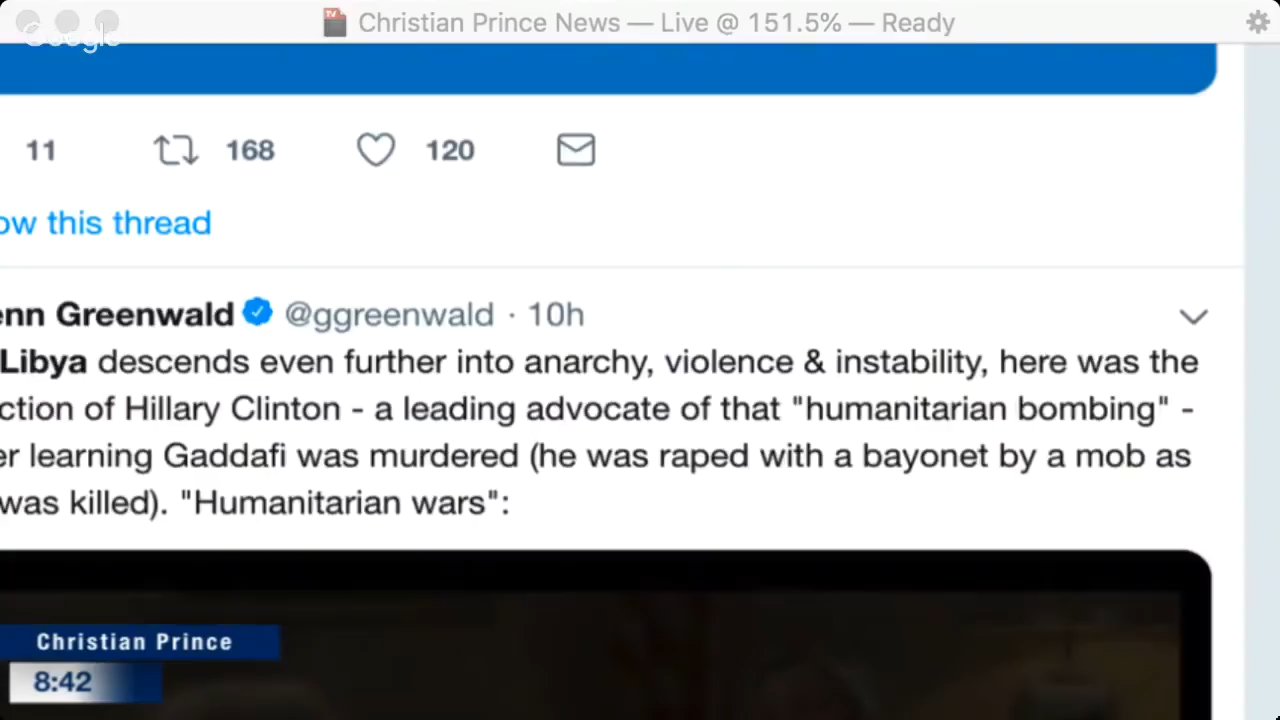 Christian Prince News — Live @ 151.5% — Ready
Google
11 168 120
ow this thread
enn Greenwald @ggreenwald · 10h
Libya descends even further into anarchy, violence & instability, here was the
ction of Hillary Clinton - a leading advocate of that "humanitarian bombing" -
er learning Gaddafi was murdered (he was raped with a bayonet by a mob as
was killed). "Humanitarian wars":
Christian Prince
8:42